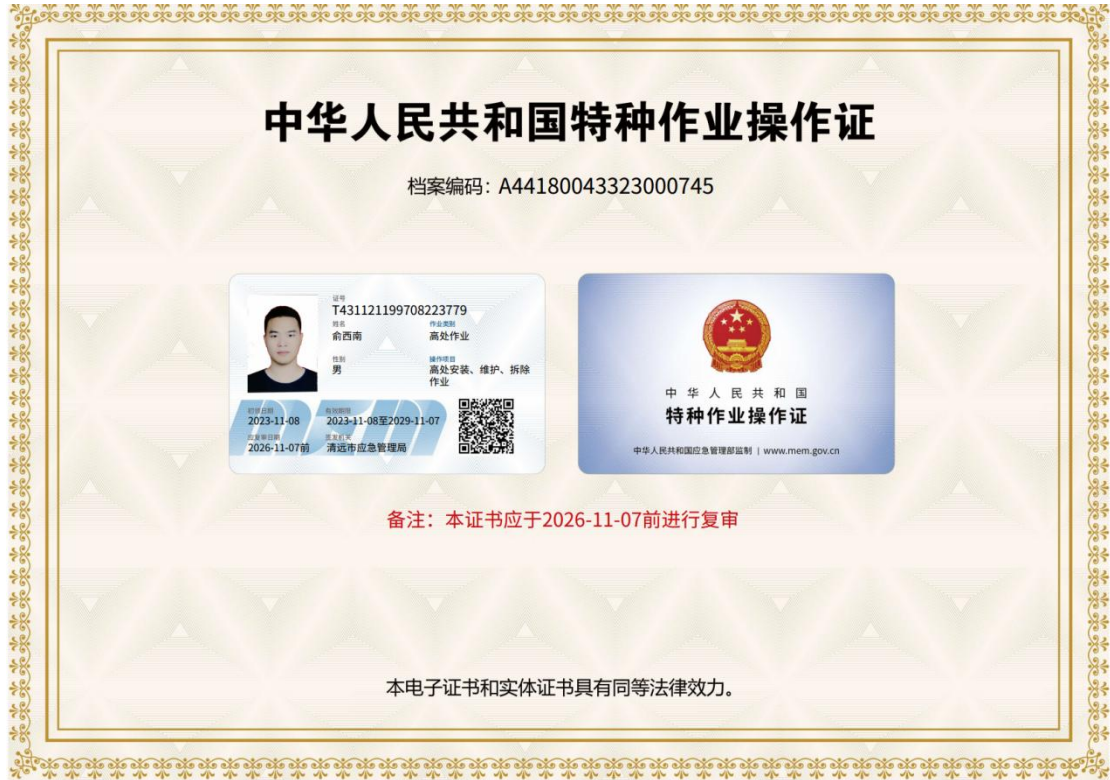 中华人民共和国特种作业操作证
档案编码：A44180043323000745
证号
T431121199708223779
姓名
俞西南
作业类别
高处作业
性别
男
操作项目
高处安装、维护、拆除
作业
初领日期
2023-11-08
有效期限
2023-11-08至2029-11-07
应复审日期
2026-11-07前
签发机关
清远市应急管理局
中华人民共和国
特种作业操作证
中华人民共和国应急管理部监制 | www.mem.gov.cn
备注：本证书应于2026-11-07前进行复审
本电子证书和实体证书具有同等法律效力。